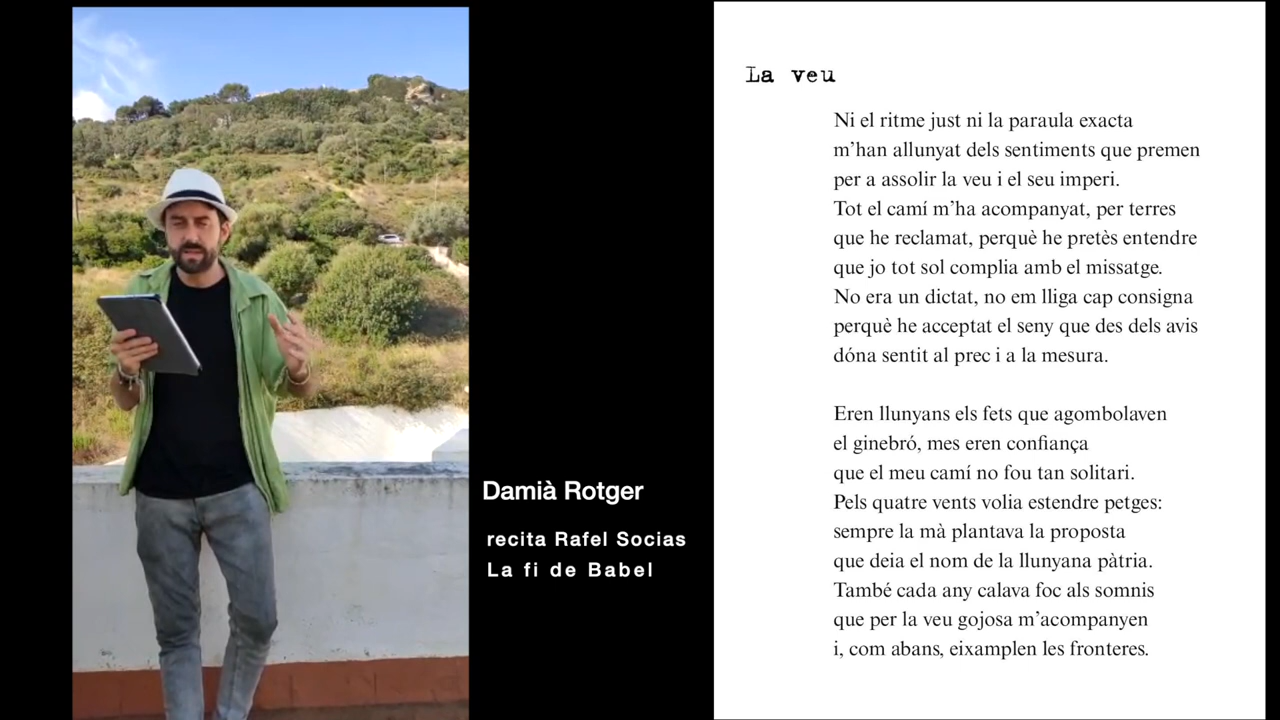 Damià Rotger
recita Rafel Socias
La fi de Babel
La veu
Ni el ritme just ni la paraula exacta
m’han allunyat dels sentiments que premen
per a assolir la veu i el seu imperi.
Tot el camí m’ha acompanyat, per terres
que he reclamat, perquè he pretès entendre
que jo tot sol complia amb el missatge.
No era un dictat, no em lliga cap consigna
perquè he acceptat el seny que des dels avis
dóna sentit al prec i a la mesura.
Eren llunyans els fets que agombolaven
el ginebró, mes eren confiança
que el meu camí no fou tan solitari.
Pels quatre vents volia estendre petges:
sempre la mà plantava la proposta
que deia el nom de la llunyana pàtria.
També cada any calava foc als somnis
que per la veu gojosa m’acompanyen
i, com abans, eixamplen les fronteres.